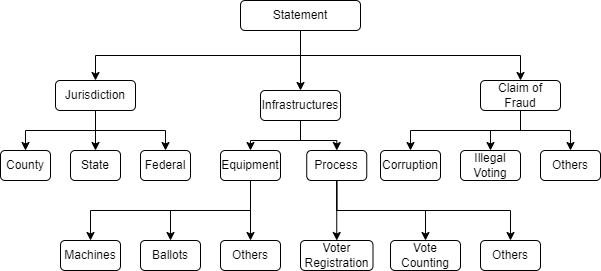 Statement
Jurisdiction
Infrastructures
Claim of
Fraud
County
State
Federal
Equipment
Process
Corruption
Illegal
Voting
Others
Machines
Ballots
Others
Voter
Registration
Vote
Counting
Others